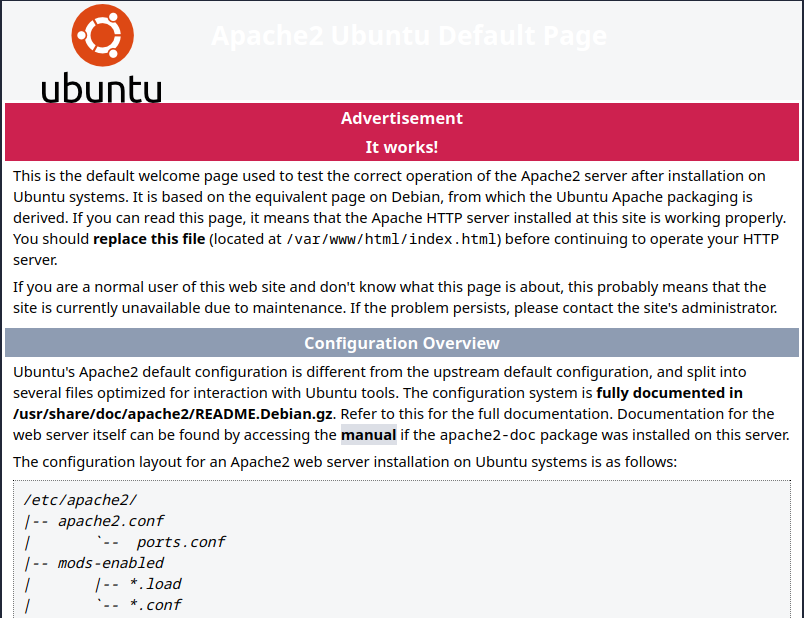 ubuntu
Apache2 Ubuntu Default Page
Advertisement
It works!
This is the default welcome page used to test the correct operation of the Apache2 server after installation on
Ubuntu systems. It is based on the equivalent page on Debian, from which the Ubuntu Apache packaging is
derived. If you can read this page, it means that the Apache HTTP server installed at this site is working properly.
You should replace this file (located at /var/www/html/index.html) before continuing to operate your HTTP
server.
If you are a normal user of this web site and don't know what this page is about, this probably means that the
site is currently unavailable due to maintenance. If the problem persists, please contact the site's administrator.
Configuration Overview
Ubuntu's Apache2 default configuration is different from the upstream default configuration, and split into
several files optimized for interaction with Ubuntu tools. The configuration system is fully documented in
/usr/share/doc/apache2/README.Debian.gz. Refer to this for the full documentation. Documentation for the
web server itself can be found by accessing the manual if the apache2-doc package was installed on this server.
The configuration layout for an Apache2 web server installation on Ubuntu systems is as follows:
/etc/apache2/
|-- apache2.conf
|       `--  ports.conf
|-- mods-enabled
|       |-- *.load
|       `-- *.conf